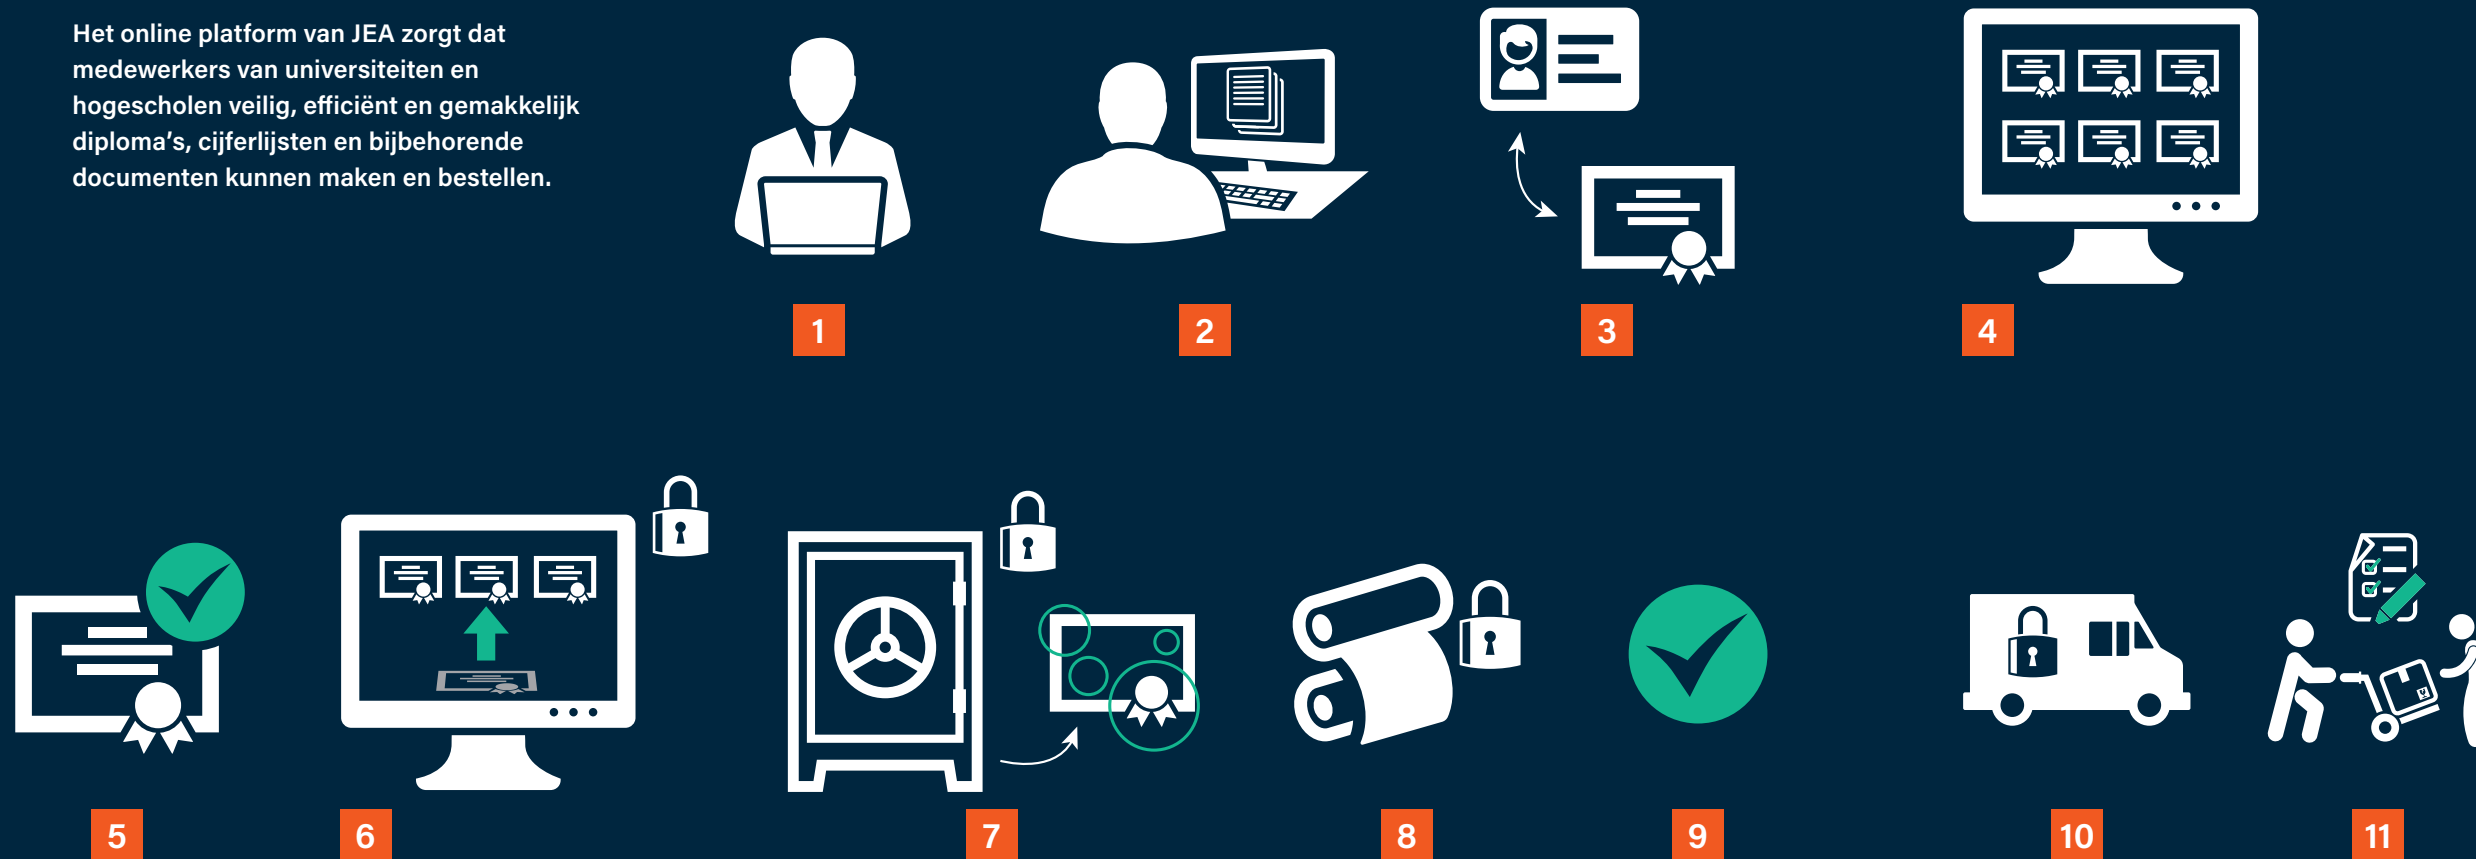 Het online platform van JEA zorgt dat
medewerkers van universiteiten en
hogescholen veilig, efficiënt en gemakkelijk
diploma's, cijferlijsten en bijbehorende
documenten kunnen maken en bestellen.
1
2
3
4
5
6
7
8
9
10
11